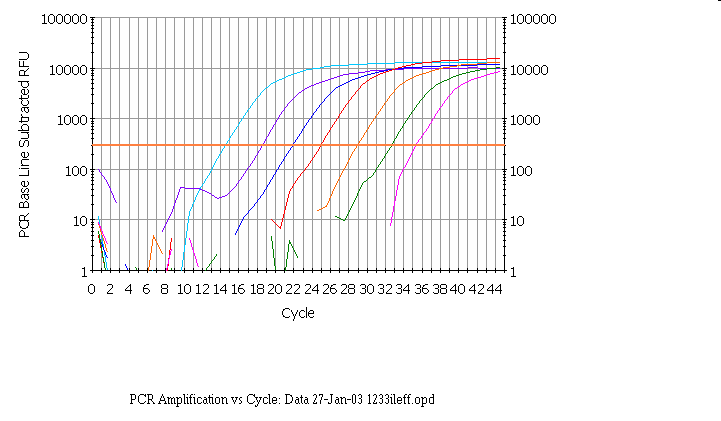 100000 100000
10000 10000
1000 1000
100 100
10 10
1 1
PCR Base Line Subtracted RFU
0 2 4 6 8 10 12 14 16 18 20 22 24 26 28 30 32 34 36 38 40 42 44
Cycle
PCR Amplification vs Cycle: Data 27-Jan-03 1233ileff.opd